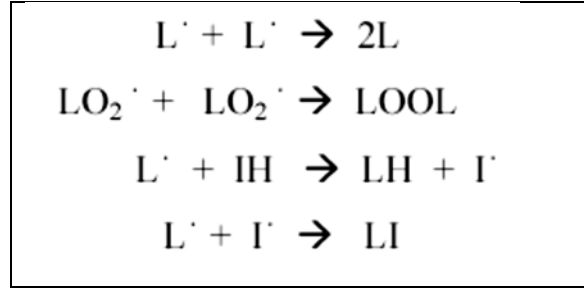 L˙ + L˙ → 2L
LO₂˙ + LO₂˙ → LOOL
L˙ + IH → LH + I˙
L˙ + I˙ → LI